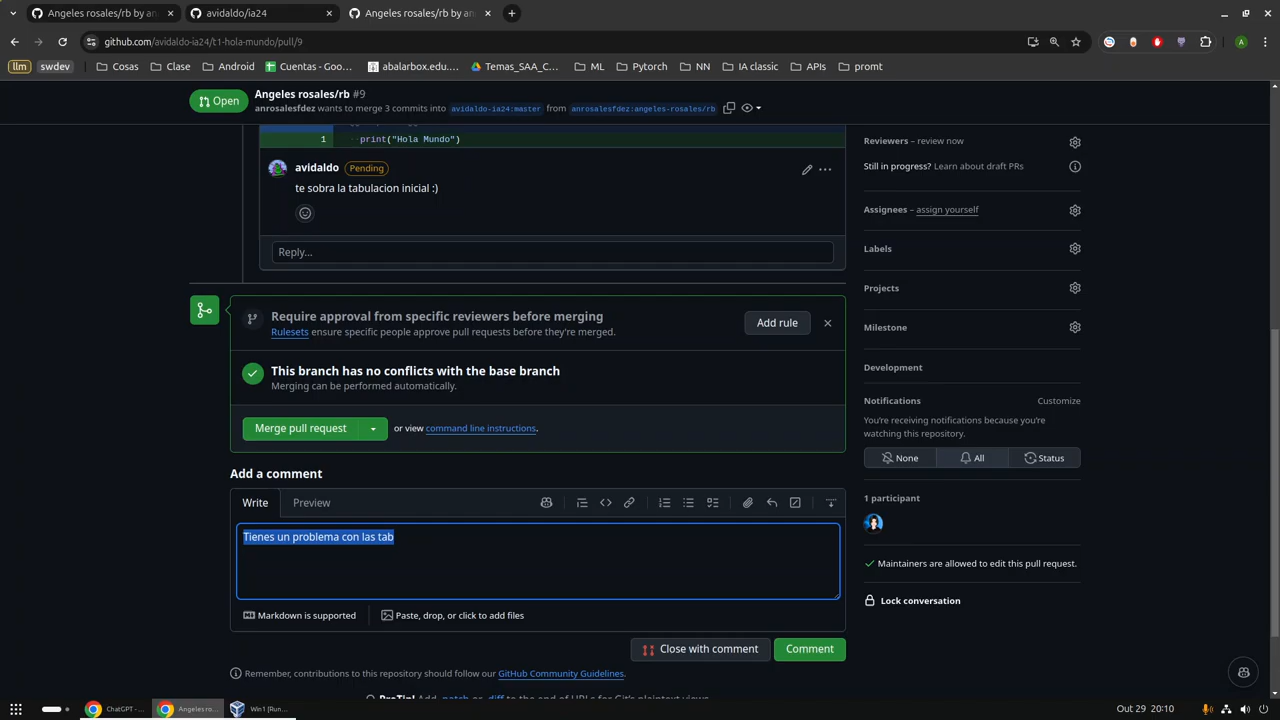 Angeles rosales/rb by an
avidaldo/ia24
Angeles rosales/rb by an
github.com/avidaldo-ia24/t1-hola-mundo/pull/9
llm
swdev
Cosas
Clase
Android
Cuentas - Goo...
abalarbox.edu....
Temas_SAA_C...
ML
Pytorch
NN
IA classic
APIs
promt
Open
Angeles rosales/rb #9
anrosalesfdez wants to merge 3 commits into avidaldo-ia24:master from anrosalesfdez:angeles-rosales/rb
1 print("Hola Mundo")
avidaldo Pending
te sobra la tabulacion inicial :)
Reply...
Require approval from specific reviewers before merging
Rulesets ensure specific people approve pull requests before they're merged.
Add rule
This branch has no conflicts with the base branch
Merging can be performed automatically.
Merge pull request
or view command line instructions.
Add a comment
Write
Preview
Tienes un problema con las tab
Markdown is supported
Paste, drop, or click to add files
Close with comment
Comment
Remember, contributions to this repository should follow our GitHub Community Guidelines.
Reviewers – review now
Still in progress? Learn about draft PRs
Assignees – assign yourself
Labels
Projects
Milestone
Development
Notifications
Customize
You're receiving notifications because you're
watching this repository.
None
All
Status
1 participant
Maintainers are allowed to edit this pull request.
Lock conversation
ChatGPT - ...
Angeles ro...
Win1 [Run...
Oct 29 20:10